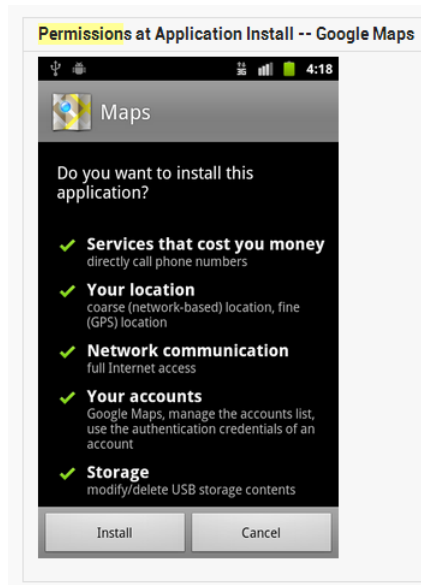 Permissions at Application Install -- Google Maps
3G 4:18
Maps
Do you want to install this
application?
Services that cost you money
directly call phone numbers
Your location
coarse (network-based) location, fine
(GPS) location
Network communication
full Internet access
Your accounts
Google Maps, manage the accounts list,
use the authentication credentials of an
account
Storage
modify/delete USB storage contents
Install Cancel